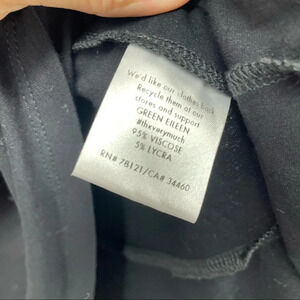 We'd like our clothes back
Recycle them at our
stores and support
GREEN EILEEN
#thxverymuch
95% VISCOSE
5% LYCRA
RN# 78121/CA# 34460